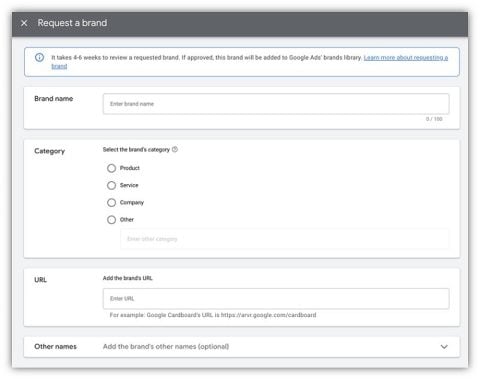 Request a brand
It takes 4-6 weeks to review a requested brand. If approved, this brand will be added to Google Ads' brands library. Learn more about requesting a
brand
Brand name
Enter brand name
0 / 100
Category
Select the brand's category
Product
Service
Company
Other
Enter other category
URL
Add the brand's URL
Enter URL
For example: Google Cardboard's URL is https://arvr.google.com/cardboard
Other names
Add the brand's other names (optional)